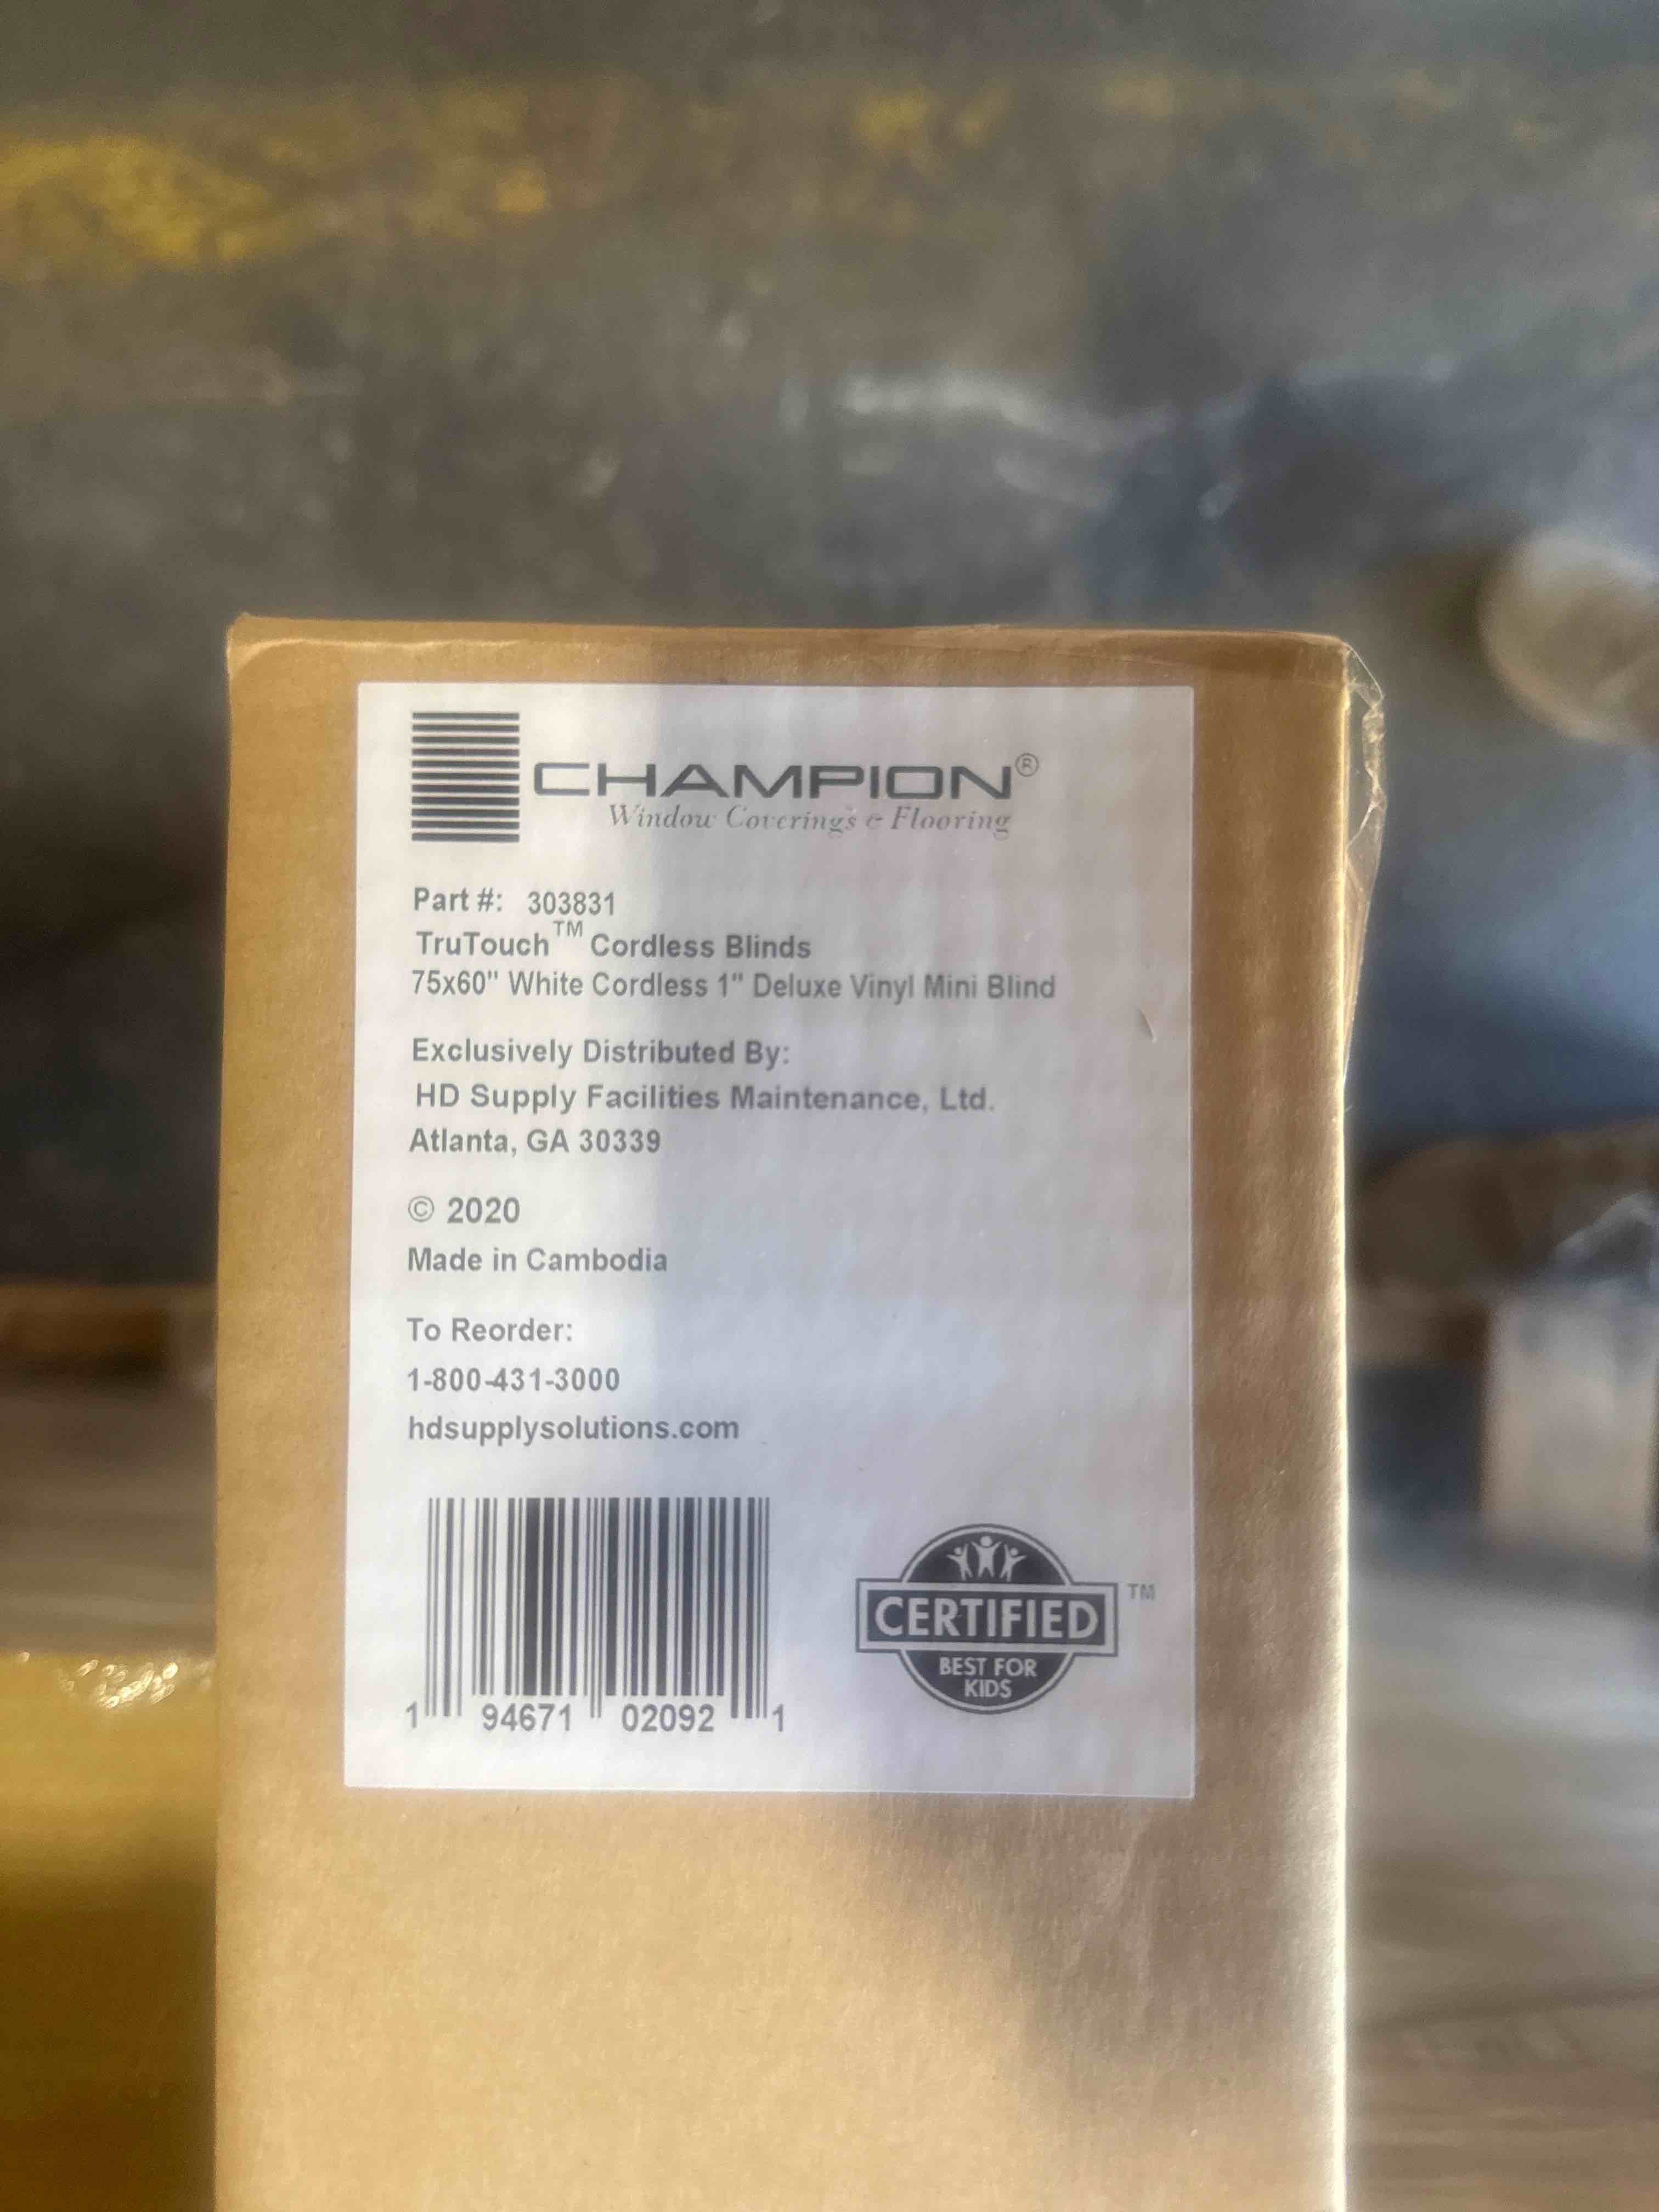 CHAMPION®
Window Coverings & Flooring
Part #: 303831
TruTouch™ Cordless Blinds
75x60" White Cordless 1" Deluxe Vinyl Mini Blind
Exclusively Distributed By:
HD Supply Facilities Maintenance, Ltd.
Atlanta, GA 30339
© 2020
Made in Cambodia
To Reorder:
1-800-431-3000
hdsupplysolutions.com
1 94671 02092 1
CERTIFIED ™
BEST FOR
KIDS